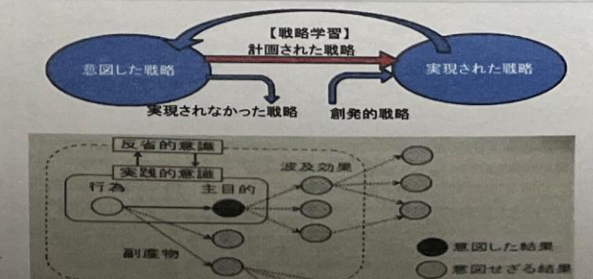 【戦略学習】
計画された戦略
意図した戦略
実現された戦略
実現されなかった戦略
創発的戦略
反省的意識
実践的意識
波及効果
行為
主目的
副産物
意図した結果
意図せざる結果